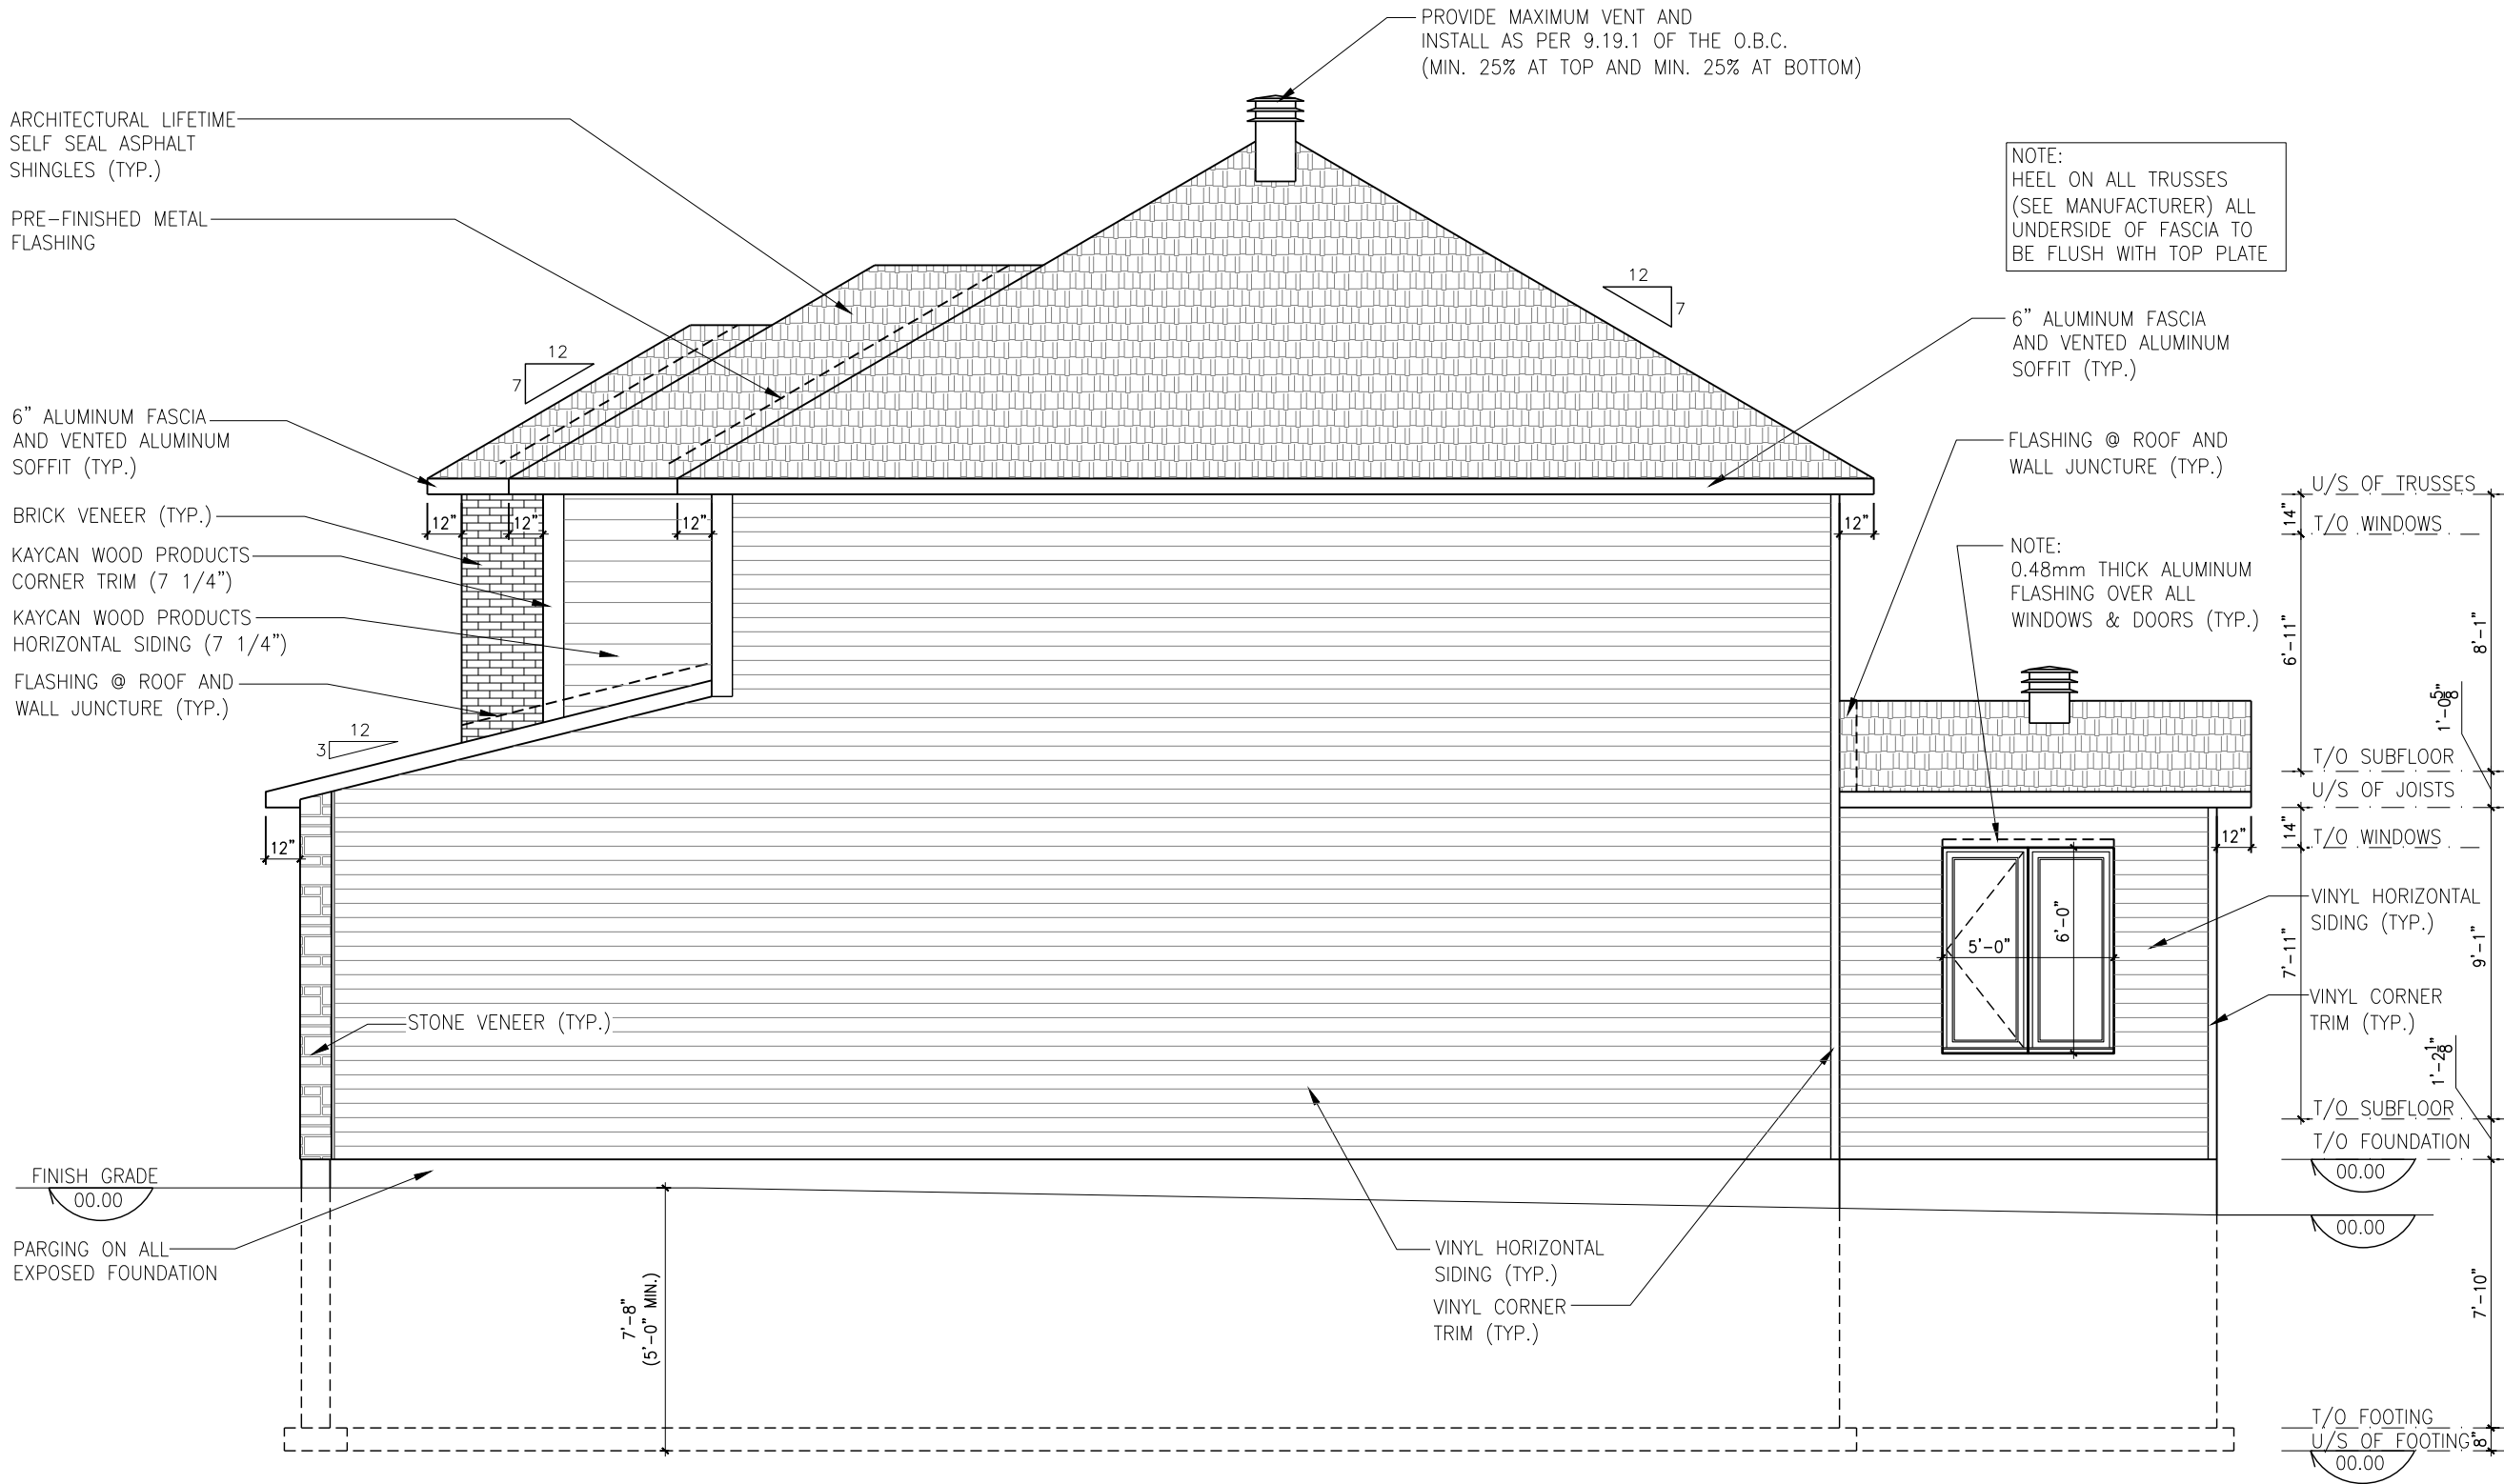 PROVIDE MAXIMUM VENT AND
INSTALL AS PER 9.19.1 OF THE O.B.C.
(MIN. 25% AT TOP AND MIN. 25% AT BOTTOM)
ARCHITECTURAL LIFETIME
SELF SEAL ASPHALT
SHINGLES (TYP.)
PRE-FINISHED METAL
FLASHING
NOTE:
HEEL ON ALL TRUSSES
(SEE MANUFACTURER) ALL
UNDERSIDE OF FASCIA TO
BE FLUSH WITH TOP PLATE
12
7
12
7
6" ALUMINUM FASCIA
AND VENTED ALUMINUM
SOFFIT (TYP.)
6" ALUMINUM FASCIA
AND VENTED ALUMINUM
SOFFIT (TYP.)
FLASHING @ ROOF AND
WALL JUNCTURE (TYP.)
BRICK VENEER (TYP.)
KAYCAN WOOD PRODUCTS
CORNER TRIM (7 1/4")
KAYCAN WOOD PRODUCTS
HORIZONTAL SIDING (7 1/4")
FLASHING @ ROOF AND
WALL JUNCTURE (TYP.)
12"
12"
12"
12"
NOTE:
0.48mm THICK ALUMINUM
FLASHING OVER ALL
WINDOWS & DOORS (TYP.)
U/S OF TRUSSES
14"
T/O WINDOWS
6'-11"
8'-1"
1'-0 5/8"
T/O SUBFLOOR
U/S OF JOISTS
14"
T/O WINDOWS
12
3
12"
12"
5'-0"
6'-0"
VINYL HORIZONTAL
SIDING (TYP.)
7'-11"
9'-1"
VINYL CORNER
TRIM (TYP.)
1'-2 1/8"
STONE VENEER (TYP.)
T/O SUBFLOOR
T/O FOUNDATION
00.00
FINISH GRADE
00.00
00.00
PARGING ON ALL
EXPOSED FOUNDATION
VINYL HORIZONTAL
SIDING (TYP.)
VINYL CORNER
TRIM (TYP.)
7'-8"
(5'-0" MIN.)
7'-10"
T/O FOOTING
U/S OF FOOTING
8"
00.00